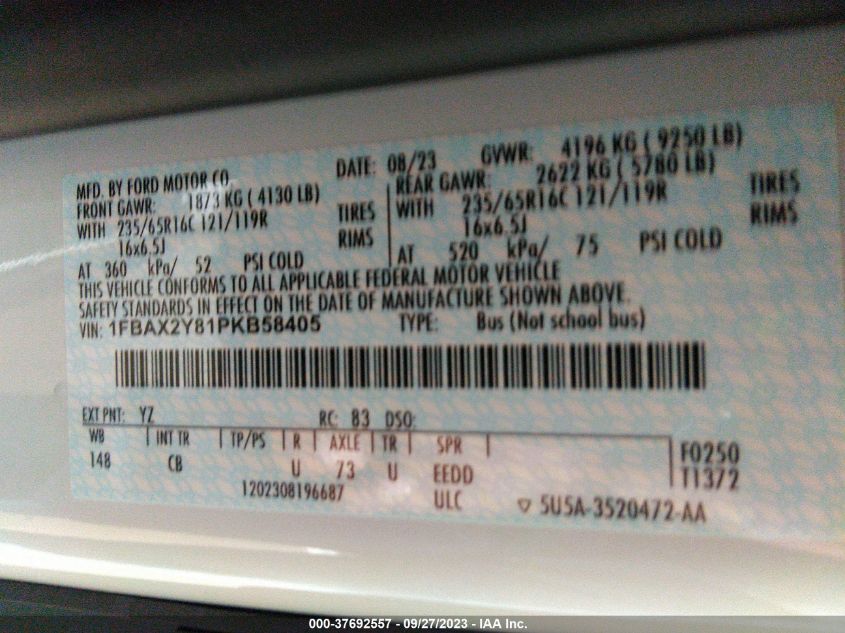 MFD. BY FORD MOTOR CO. DATE: 08/23 GVWR: 4196 KG ( 9250 LB)
FRONT GAWR: 1873 KG ( 4130 LB) REAR GAWR: 2622 KG ( 5780 LB)
WITH 235/65R16C 121/119R TIRES WITH 235/65R16C 121/119R TIRES
16x6.5J RIMS 16x6.5J RIMS
AT 360 kPa/ 52 PSI COLD AT 520 kPa/ 75 PSI COLD
THIS VEHICLE CONFORMS TO ALL APPLICABLE FEDERAL MOTOR VEHICLE
SAFETY STANDARDS IN EFFECT ON THE DATE OF MANUFACTURE SHOWN ABOVE.
VIN: 1FBAX2Y81PKB58405 TYPE: Bus (Not school bus)
EXT PNT: YZ RC: 83 DSO:
WB INT TR TP/PS R AXLE TR SPR F0250
148 CB U 73 U EEDD T1372
1202308196687 ULC 5U5A-3520472-AA
000-37692557 - 09/27/2023 - IAA Inc.